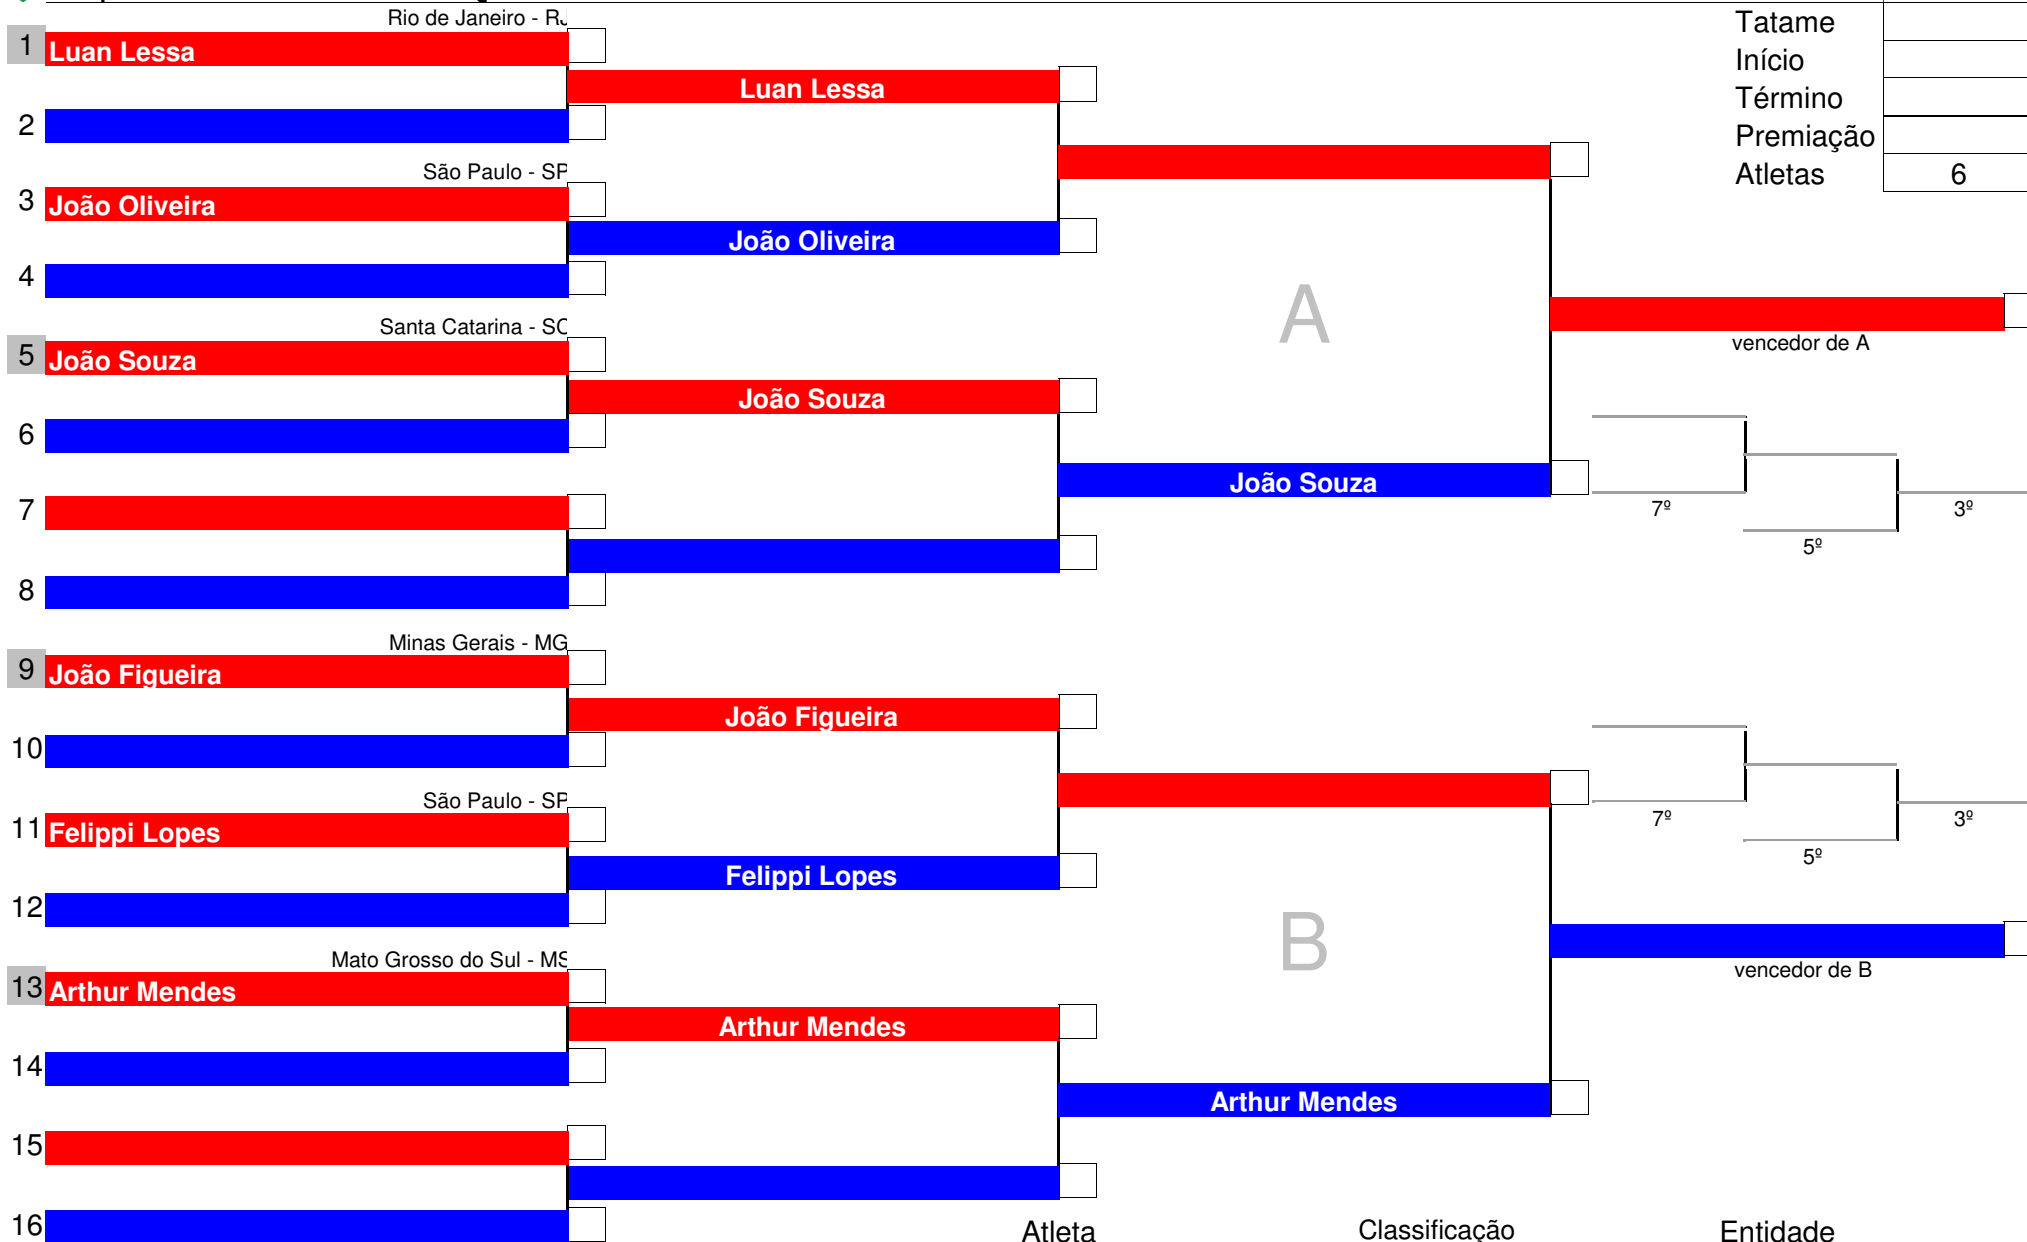 Rio de Janeiro - RJ
1 Luan Lessa
Luan Lessa
2
São Paulo - SP
3 João Oliveira
João Oliveira
4
Santa Catarina - SC
5 João Souza
João Souza
6
João Souza
7
8
Minas Gerais - MG
9 João Figueira
João Figueira
10
São Paulo - SP
11 Felippi Lopes
Felippi Lopes
12
Mato Grosso do Sul - MS
13 Arthur Mendes
Arthur Mendes
14
Arthur Mendes
15
16
A
B
Tatame
Início
Término
Premiação
Atletas 6
vencedor de A
7º
3º
5º
7º
3º
5º
vencedor de B
Atleta Classificação Entidade